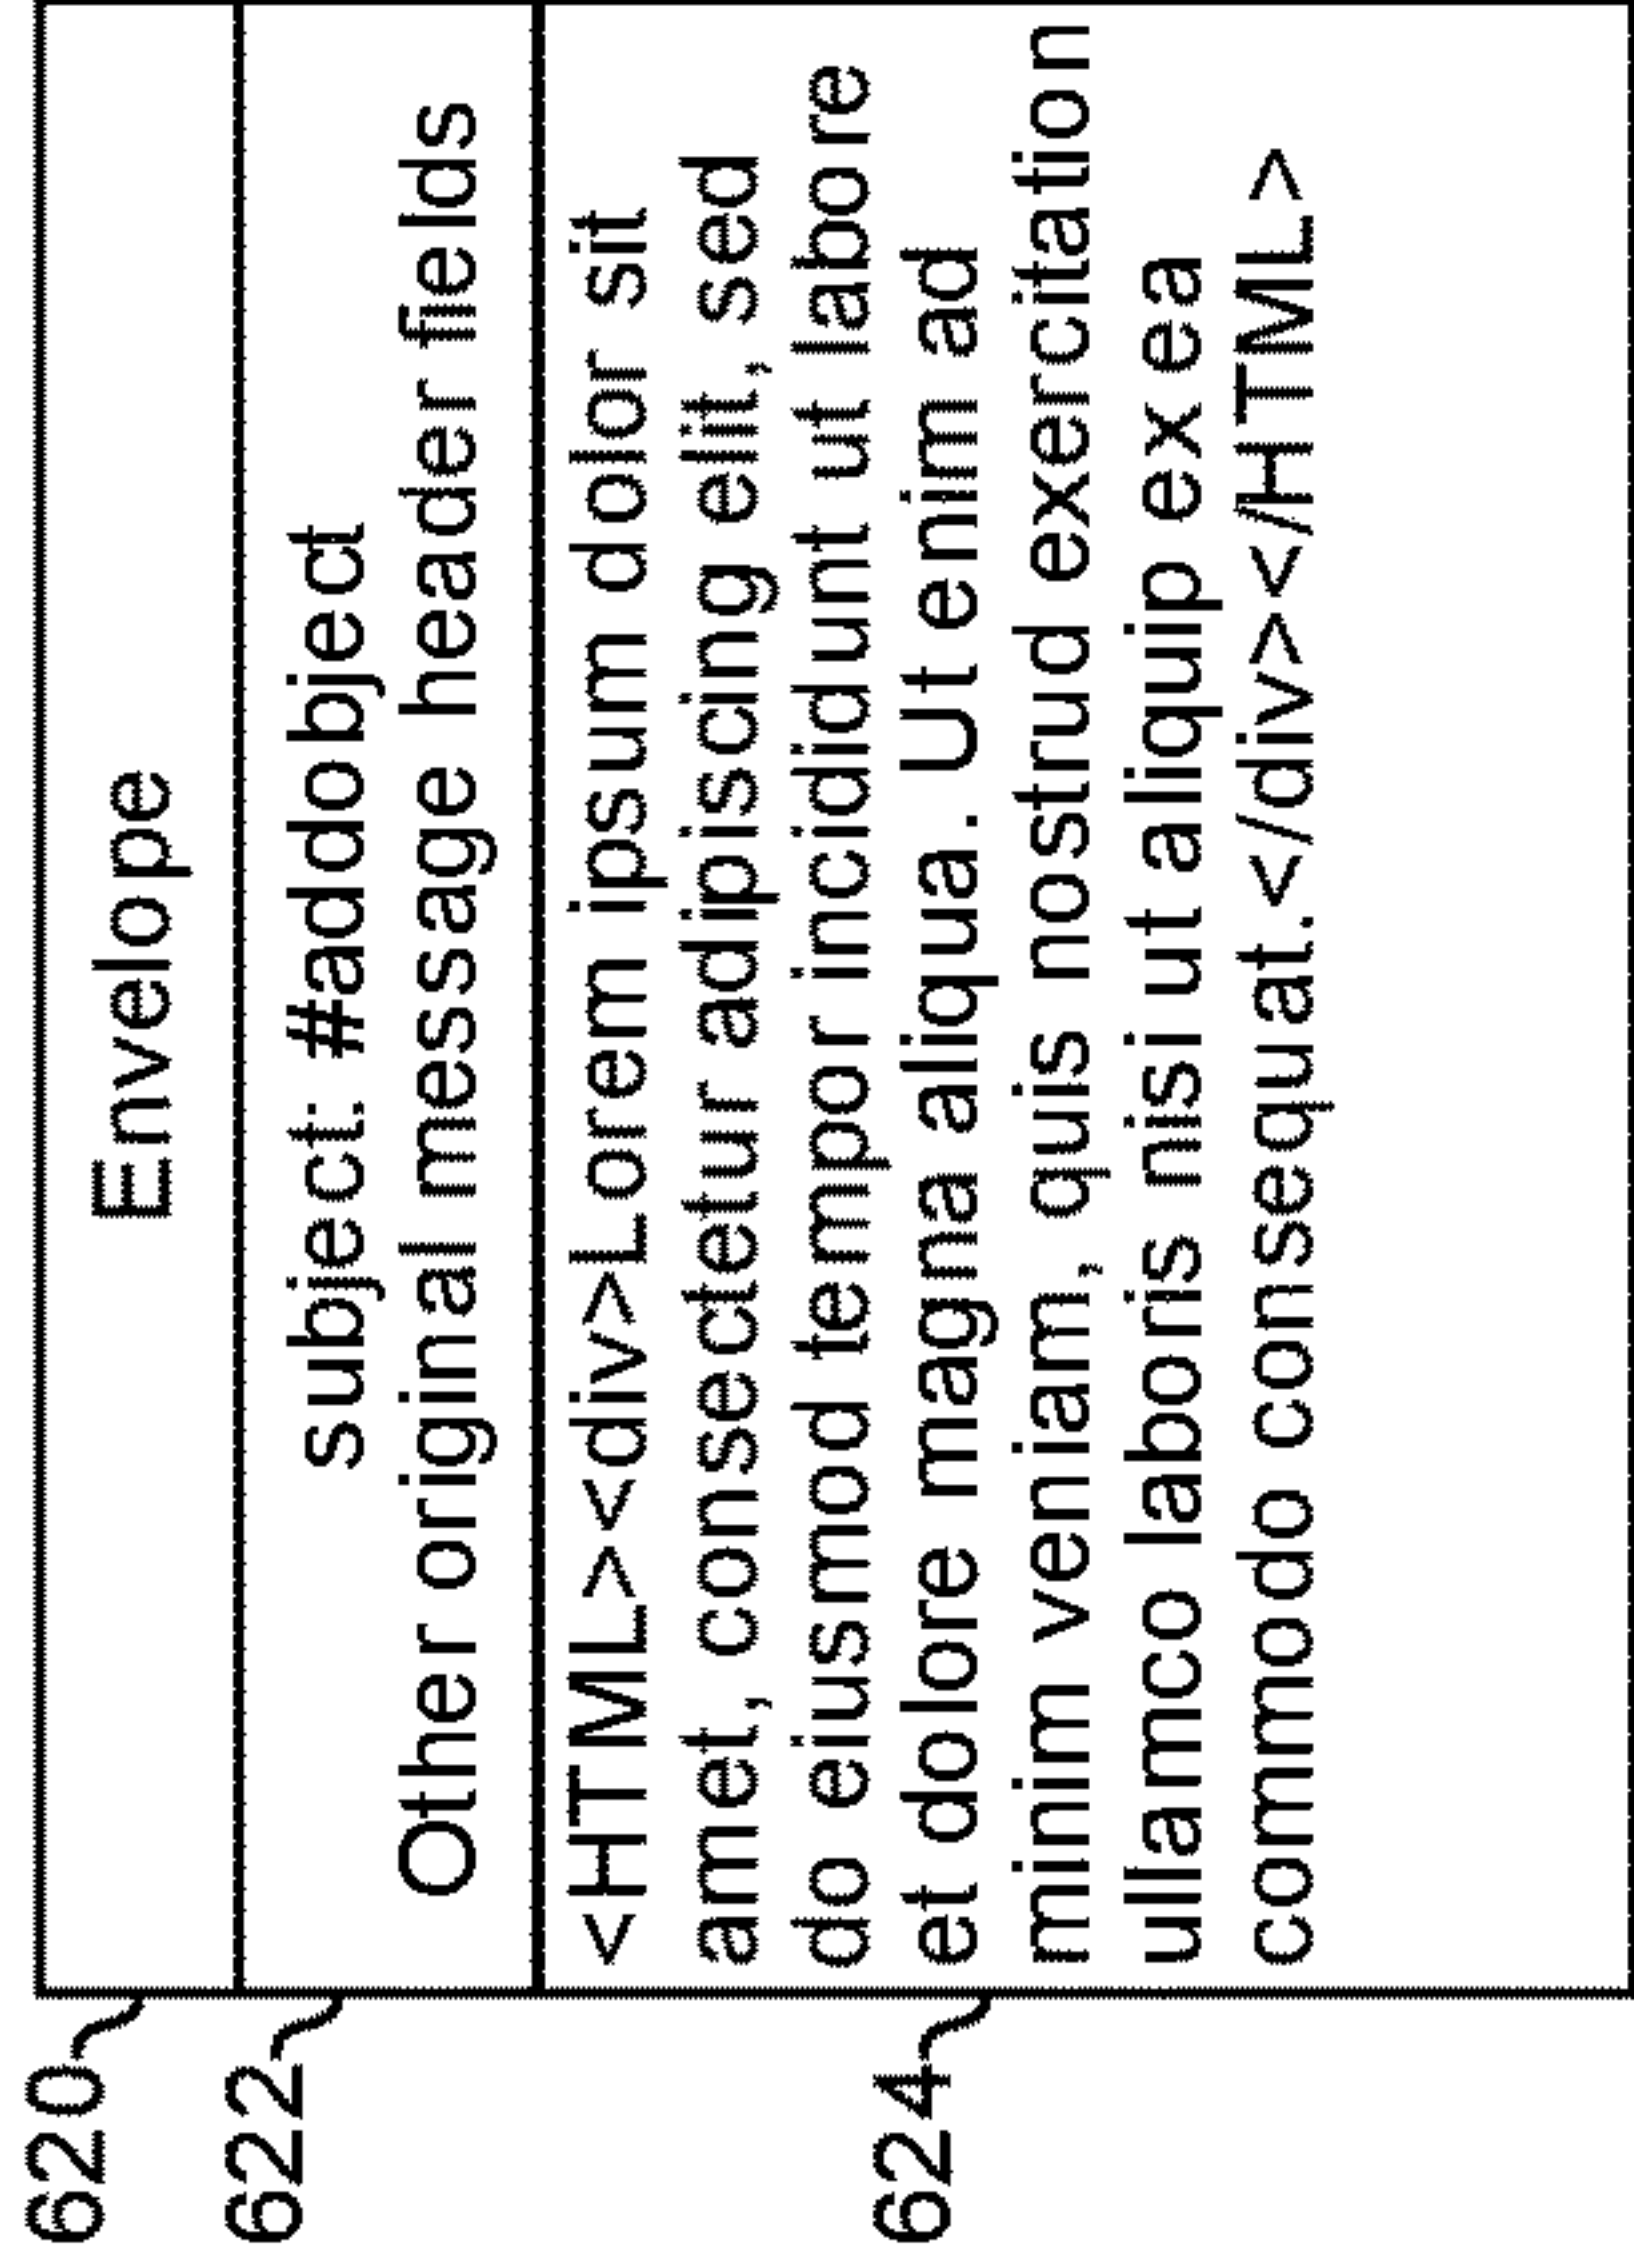 620
Envelope
622
subject: #addobject
Other original message header fields
624
<HTML><div>Lorem ipsum dolor sit
amet, consectetur adipiscing elit, sed
do eiusmod tempor incididunt ut labore
et dolore magna aliqua. Ut enim ad
minim veniam, quis nostrud exercitation
ullamco laboris nisi ut aliquip ex ea
commodo consequat.</div></HTML>